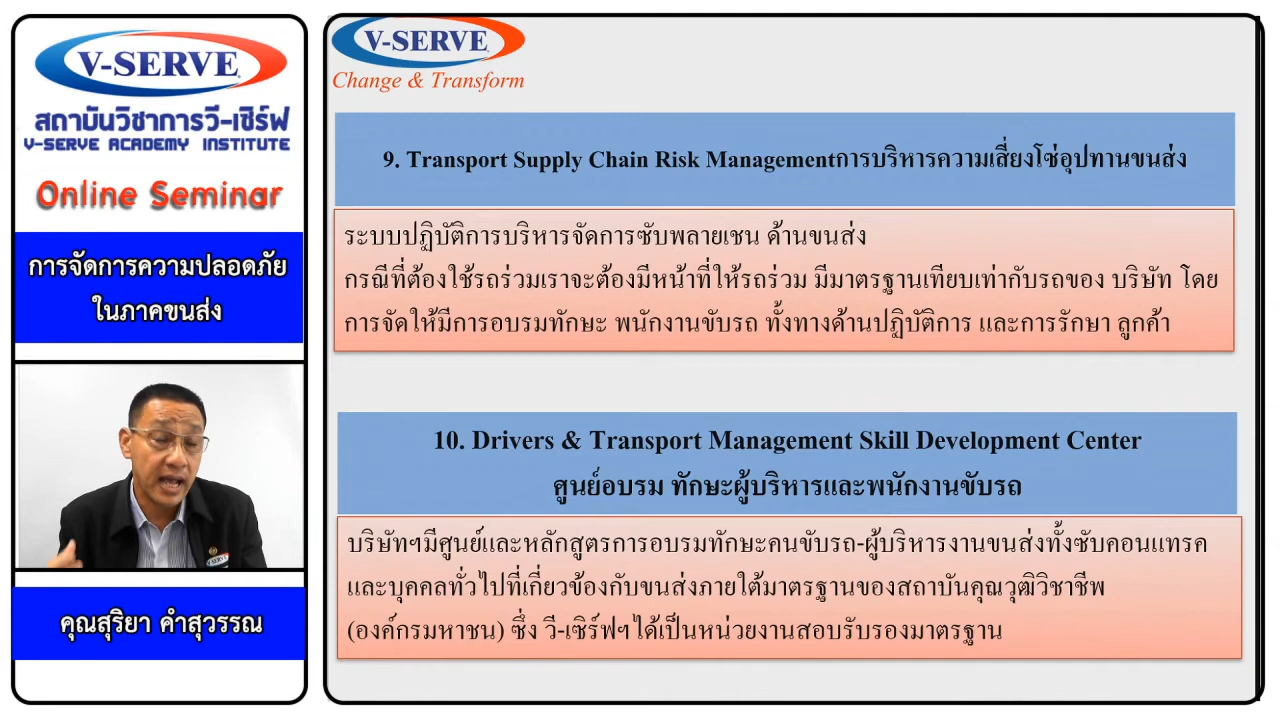 V-SERVE
สถาบันวิชาการวี-เซิร์ฟ
V-SERVE ACADEMY INSTITUTE
Online Seminar
การจัดการความปลอดภัย
ในภาคขนส่ง
คุณสุริยา คำสุวรรณ
V-SERVE
Change & Transform
9. Transport Supply Chain Risk Managementการบริหารความเสี่ยงโซ่อุปทานขนส่ง
ระบบปฏิบัติการบริหารจัดการซับพลายเชน ด้านขนส่ง
กรณีที่ต้องใช้รถร่วมเราจะต้องมีหน้าที่ให้รถร่วม มีมาตรฐานเทียบเท่ากับรถของ บริษัท โดย
การจัดให้มีการอบรมทักษะ พนักงานขับรถ ทั้งทางด้านปฏิบัติการ และการรักษา ลูกค้า
10. Drivers & Transport Management Skill Development Center
ศูนย์อบรม ทักษะผู้บริหารและพนักงานขับรถ
บริษัทฯมีศูนย์และหลักสูตรการอบรมทักษะคนขับรถ-ผู้บริหารงานขนส่งทั้งซับคอนแทรค
และบุคคลทั่วไปที่เกี่ยวข้องกับขนส่งภายใต้มาตรฐานของสถาบันคุณวุฒิวิชาชีพ
(องค์กรมหาชน) ซึ่ง วี-เซิร์ฟฯได้เป็นหน่วยงานสอบรับรองมาตรฐาน